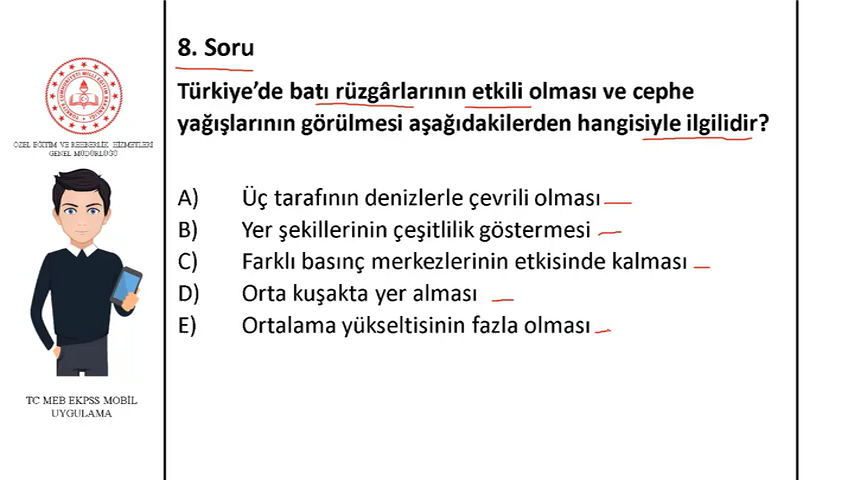 8. Soru
Türkiye’de batı rüzgârlarının etkili olması ve cephe
yağışlarının görülmesi aşağıdakilerden hangisiyle ilgilidir?
A) Üç tarafının denizlerle çevrili olması
B) Yer şekillerinin çeşitlilik göstermesi
C) Farklı basınç merkezlerinin etkisinde kalması
D) Orta kuşakta yer alması
E) Ortalama yükseltisinin fazla olması
ÖZEL EĞİTİM VE REHBERLİK HİZMETLERİ
GENEL MÜDÜRLÜĞÜ
TC MEB EKPSS MOBİL
UYGULAMA